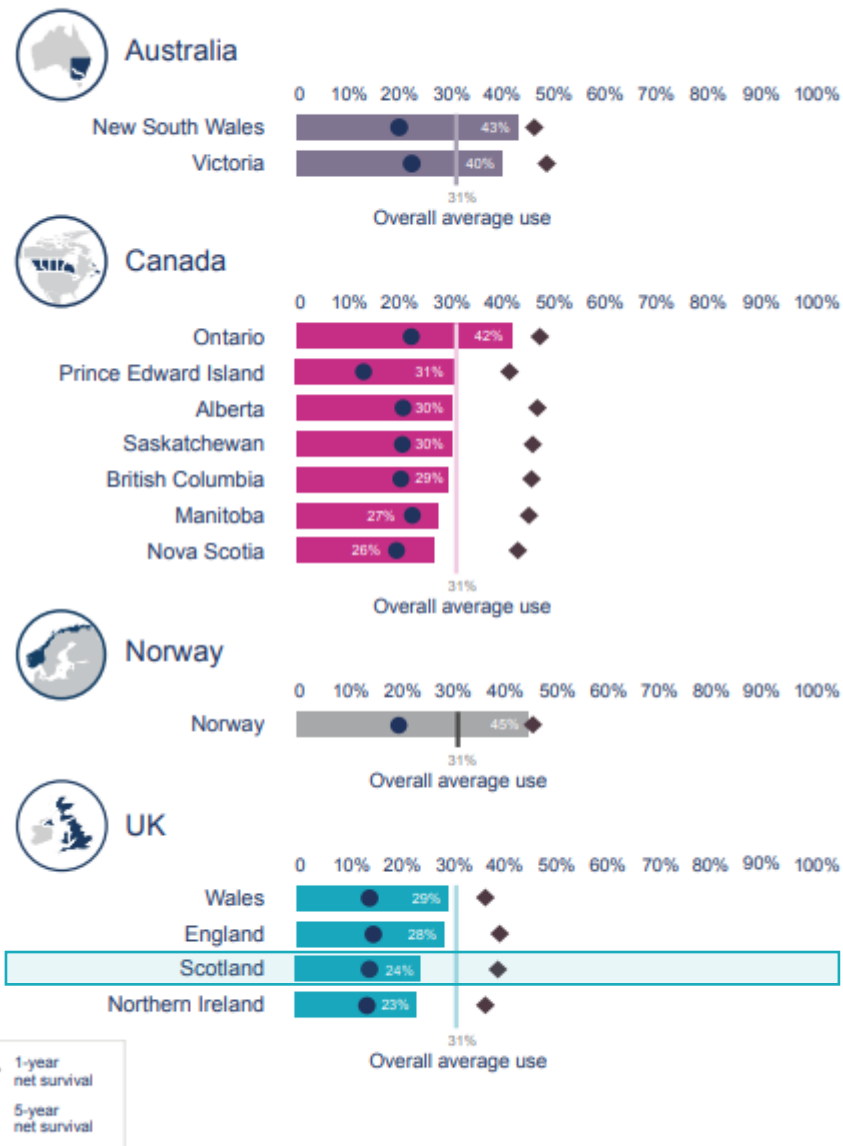 Australia
0 10% 20% 30% 40% 50% 60% 70% 80% 90% 100%
New South Wales 43%
Victoria 40%
31%
Overall average use
Canada
0 10% 20% 30% 40% 50% 60% 70% 80% 90% 100%
Ontario 42%
Prince Edward Island 31%
Alberta 30%
Saskatchewan 30%
British Columbia 29%
Manitoba 27%
Nova Scotia 26%
31%
Overall average use
Norway
0 10% 20% 30% 40% 50% 60% 70% 80% 90% 100%
Norway 45%
31%
Overall average use
UK
0 10% 20% 30% 40% 50% 60% 70% 80% 90% 100%
Wales 29%
England 28%
Scotland 24%
Northern Ireland 23%
31%
Overall average use
1-year
net survival
5-year
net survival